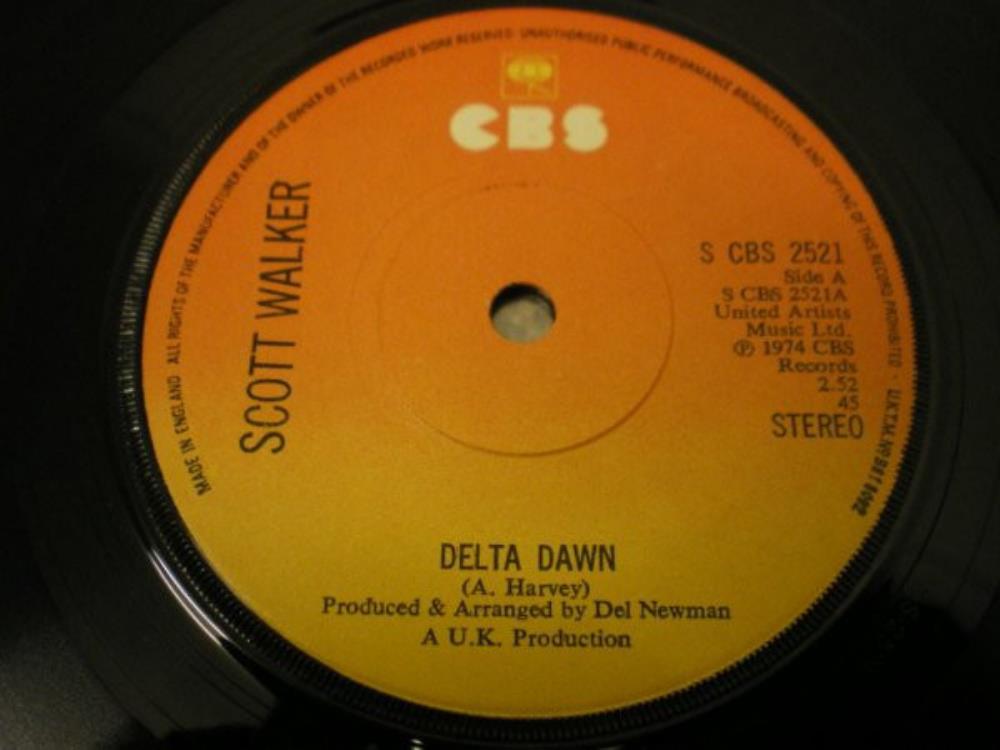 MADE IN ENGLAND ALL RIGHTS OF THE MANUFACTURER AND OF THE OWNER OF THE RECORDED WORK RESERVED UNAUTHORISED PUBLIC PERFORMANCE BROADCASTING AND COPYING OF THIS RECORD PROHIBITED - U.K.T.M. Nº
CBS
SCOTT WALKER
S CBS 2521
Side A
S CBS 2521A
United Artists
Music Ltd.
℗ 1974 CBS
Records
2.52
45
STEREO
DELTA DAWN
(A. Harvey)
Produced & Arranged by Del Newman
A U.K. Production